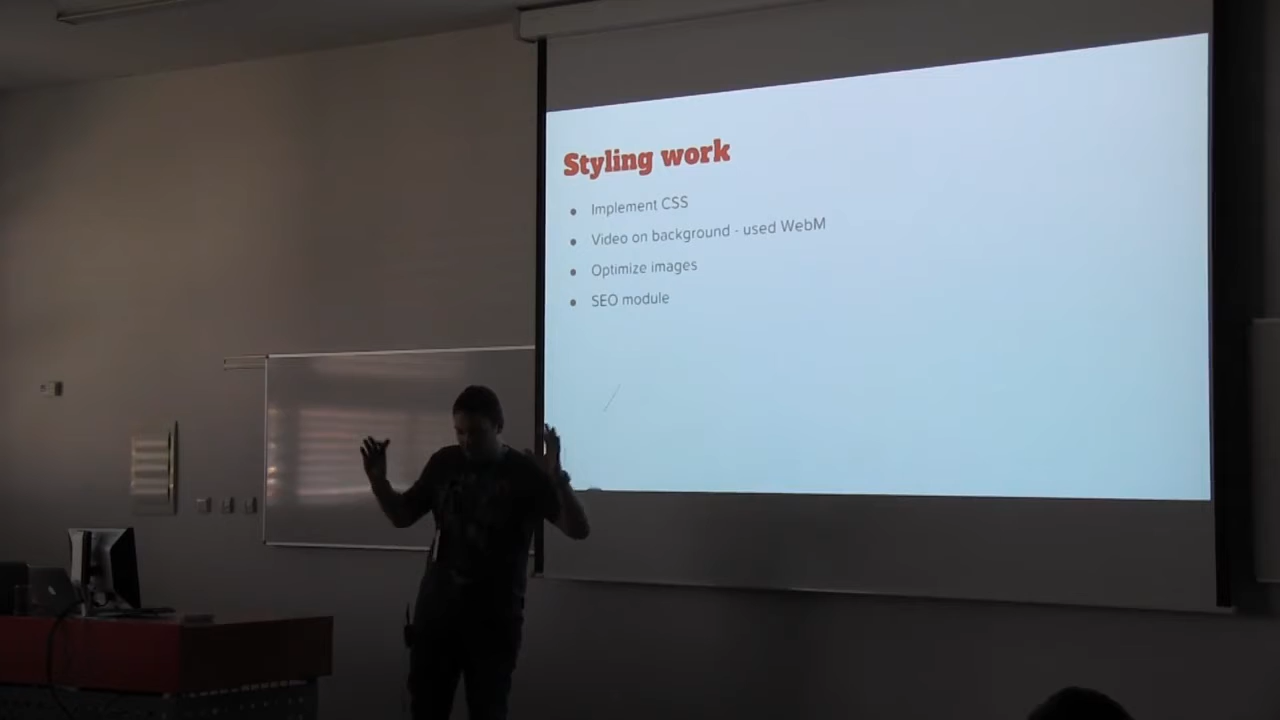 Styling work
Implement CSS
Video on background - used WebM
Optimize images
SEO module